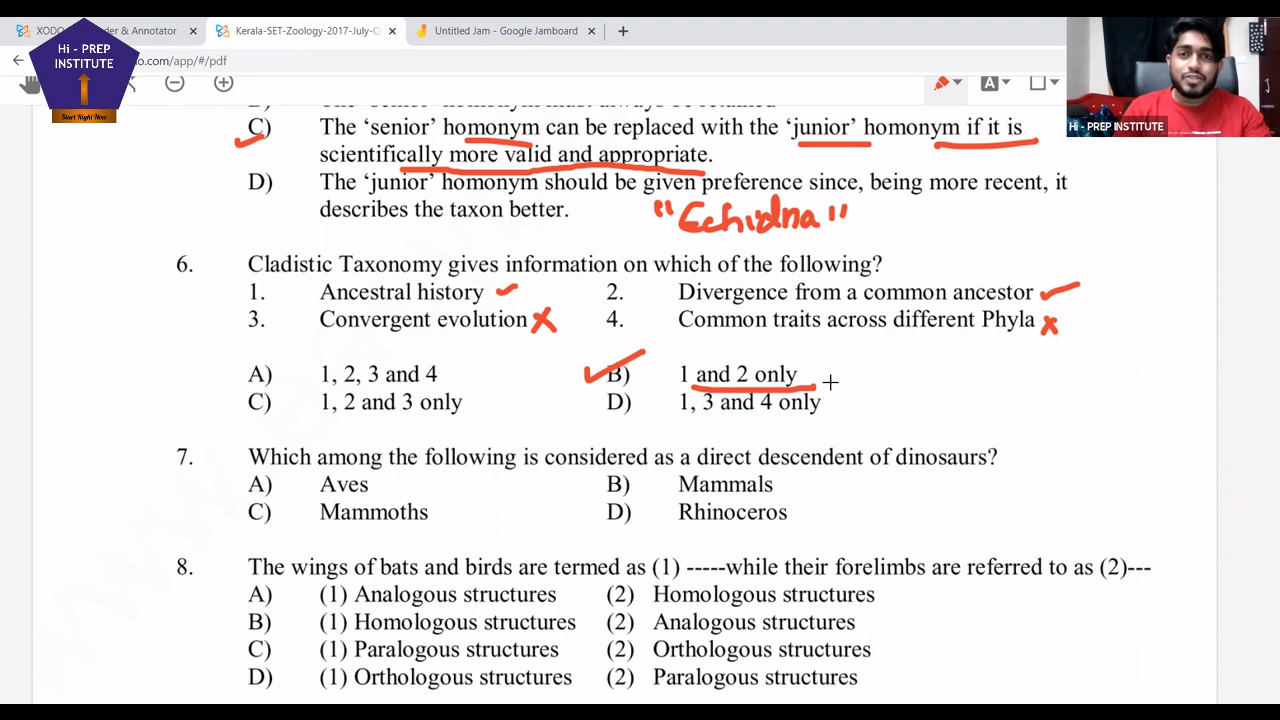 & Annotator
Kerala-SET-Zoology-2017-July-
Untitled Jam - Google Jamboard
Hi - PREP
INSTITUTE
Start Right Now
/app/#/pdf
Hi - PREP INSTITUTE
C) The ‘senior’ homonym can be replaced with the ‘junior’ homonym if it is
scientifically more valid and appropriate.
D) The ‘junior’ homonym should be given preference since, being more recent, it
describes the taxon better.
"Echidna"
6. Cladistic Taxonomy gives information on which of the following?
1. Ancestral history 2. Divergence from a common ancestor
3. Convergent evolution 4. Common traits across different Phyla
A) 1, 2, 3 and 4 B) 1 and 2 only
C) 1, 2 and 3 only D) 1, 3 and 4 only
7. Which among the following is considered as a direct descendent of dinosaurs?
A) Aves B) Mammals
C) Mammoths D) Rhinoceros
8. The wings of bats and birds are termed as (1) -----while their forelimbs are referred to as (2)---
A) (1) Analogous structures (2) Homologous structures
B) (1) Homologous structures (2) Analogous structures
C) (1) Paralogous structures (2) Orthologous structures
D) (1) Orthologous structures (2) Paralogous structures